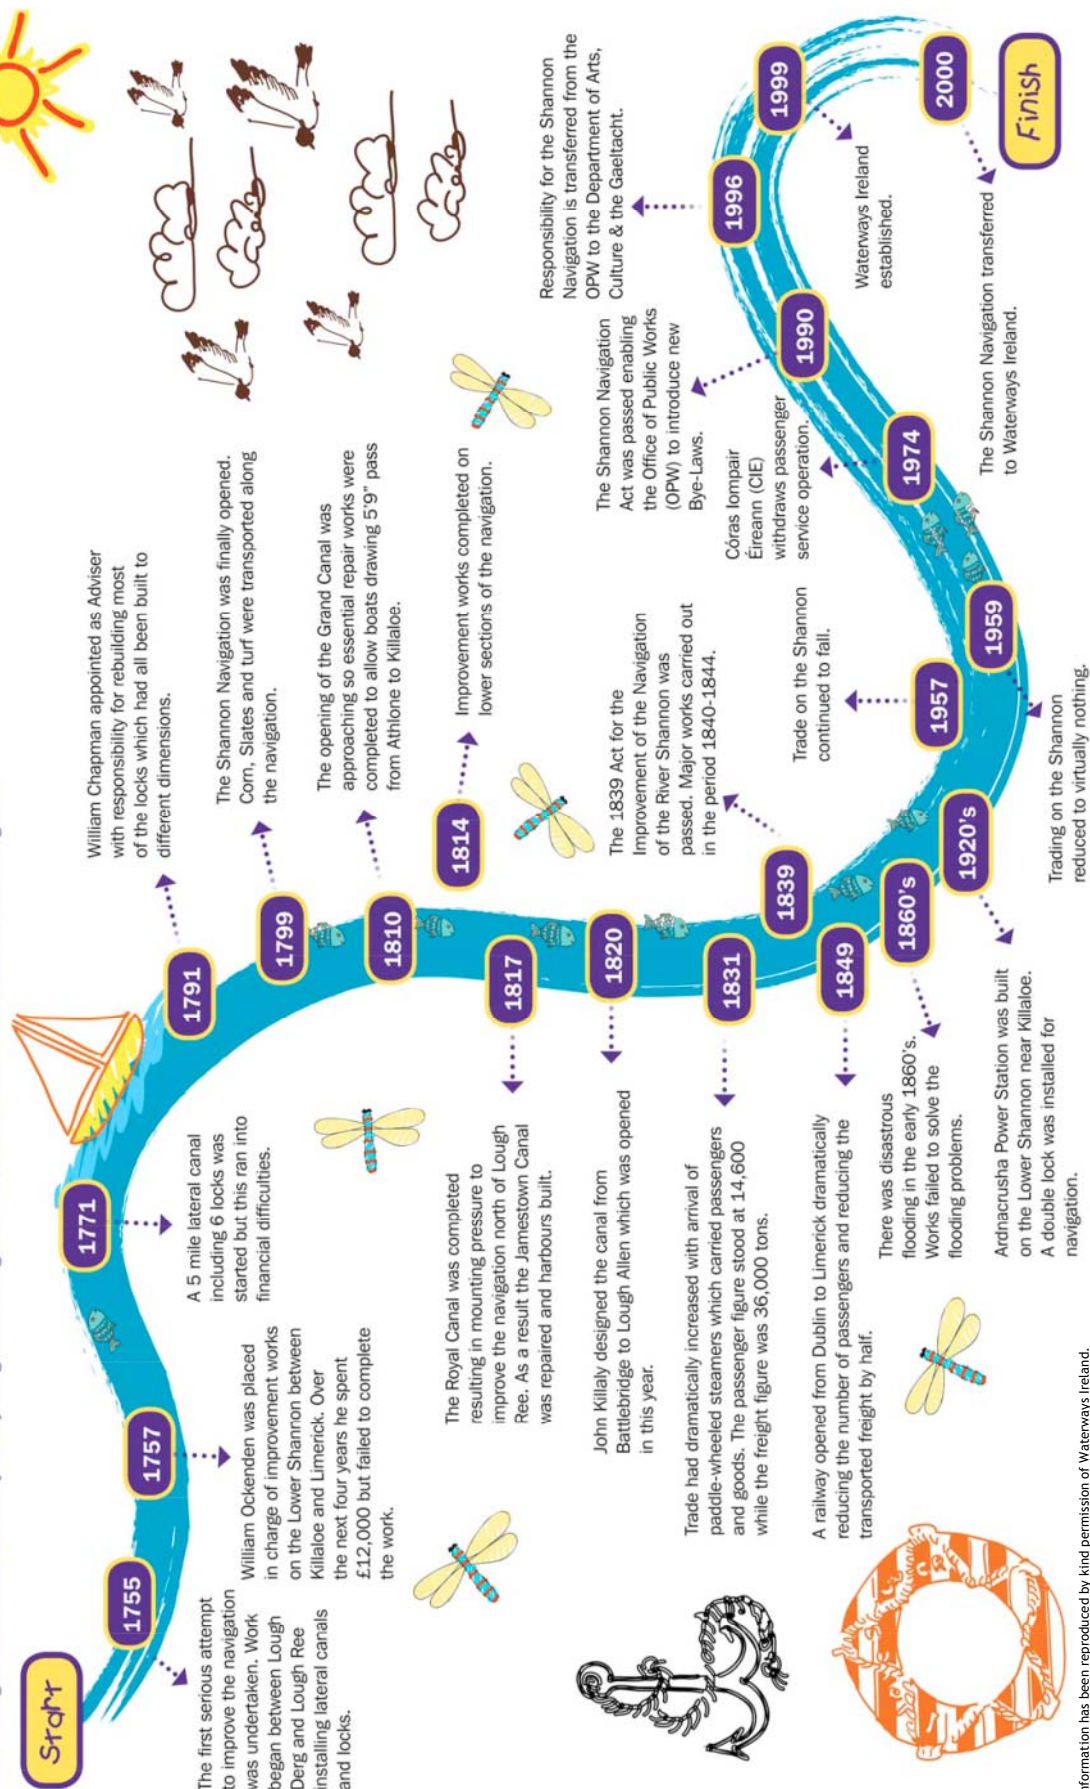 Start
1755
The first serious attempt
to improve the navigation
was undertaken. Work
began between Lough
Derg and Lough Ree
installing lateral canals
and locks.
1757
William Ockenden was placed
in charge of improvement works
on the Lower Shannon between
Killaloe and Limerick. Over
the next four years he spent
£12,000 but failed to complete
the work.
1771
A 5 mile lateral canal
including 6 locks was
started but this ran into
financial difficulties.
1791
William Chapman appointed as Adviser
with responsibility for rebuilding most
of the locks which had all been built to
different dimensions.
1799
The Shannon Navigation was finally opened.
Corn, Slates and turf were transported along
the navigation.
1810
The opening of the Grand Canal was
approaching so essential repair works were
completed to allow boats drawing 5'9" pass
from Athlone to Killaloe.
1814
Improvement works completed on
lower sections of the navigation.
1817
The Royal Canal was completed
resulting in mounting pressure to
improve the navigation north of Lough
Ree. As a result the Jamestown Canal
was repaired and harbours built.
1820
John Killaly designed the canal from
Battlebridge to Lough Allen which was opened
in this year.
1831
Trade had dramatically increased with arrival of
paddle-wheeled steamers which carried passengers
and goods. The passenger figure stood at 14,600
while the freight figure was 36,000 tons.
1839
The 1839 Act for the
Improvement of the Navigation
of the River Shannon was
passed. Major works carried out
in the period 1840-1844.
1849
A railway opened from Dublin to Limerick dramatically
reducing the number of passengers and reducing the
transported freight by half.
1860's
There was disastrous
flooding in the early 1860's.
Works failed to solve the
flooding problems.
1920's
Ardnacrusha Power Station was built
on the Lower Shannon near Killaloe.
A double lock was installed for
navigation.
1957
Trade on the Shannon
continued to fall.
1959
Trading on the Shannon
reduced to virtually nothing.
1974
Córas Iompair
Éireann (CIE)
withdraws passenger
service operation.
1990
The Shannon Navigation
Act was passed enabling
the Office of Public Works
(OPW) to introduce new
Bye-Laws.
1996
Responsibility for the Shannon
Navigation is transferred from the
OPW to the Department of Arts,
Culture & the Gaeltacht.
1999
Waterways Ireland
established.
2000
The Shannon Navigation transferred
to Waterways Ireland.
Finish
nformation has been reproduced by kind permission of Waterways Ireland.